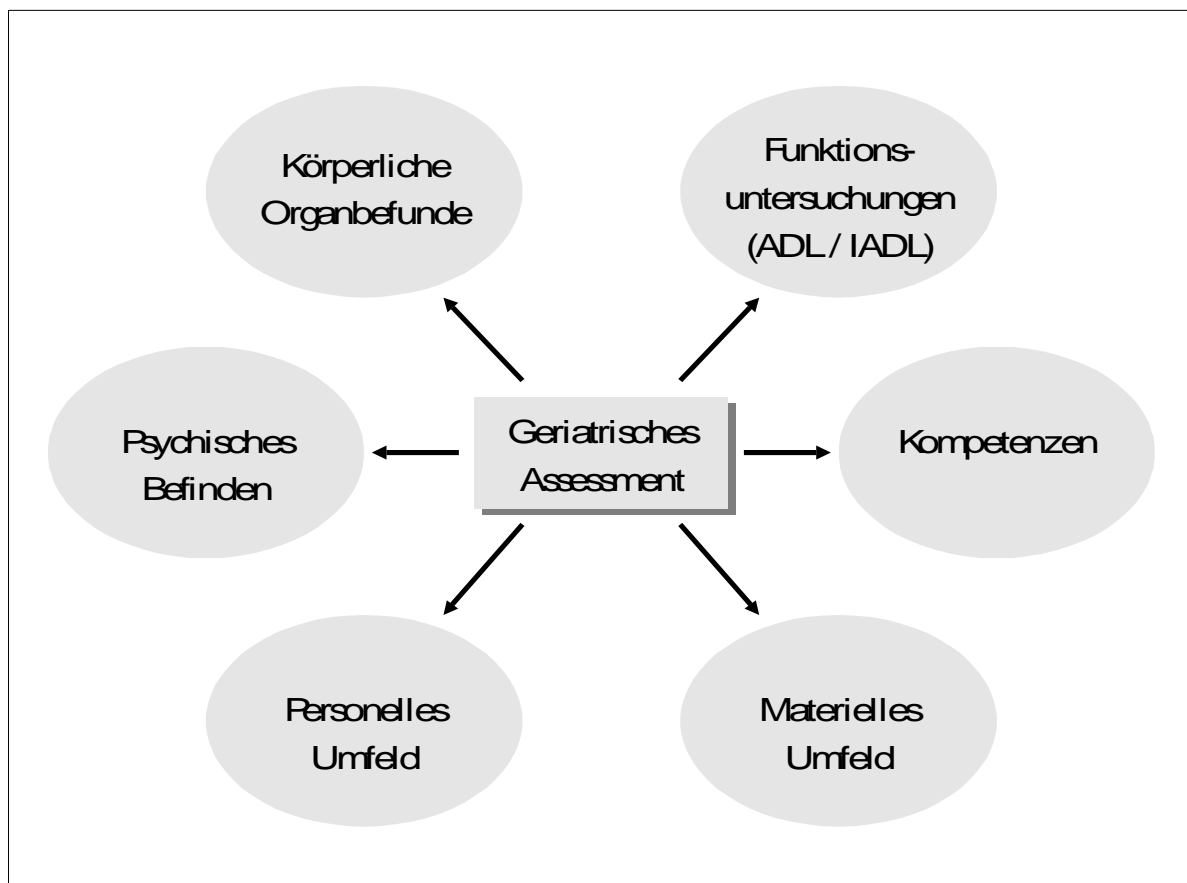 Körperliche
Organbefunde
Funktions-
untersuchungen
(ADL / IADL)
Psychisches
Befinden
Geriatrisches
Assessment
Kompetenzen
Personelles
Umfeld
Materielles
Umfeld